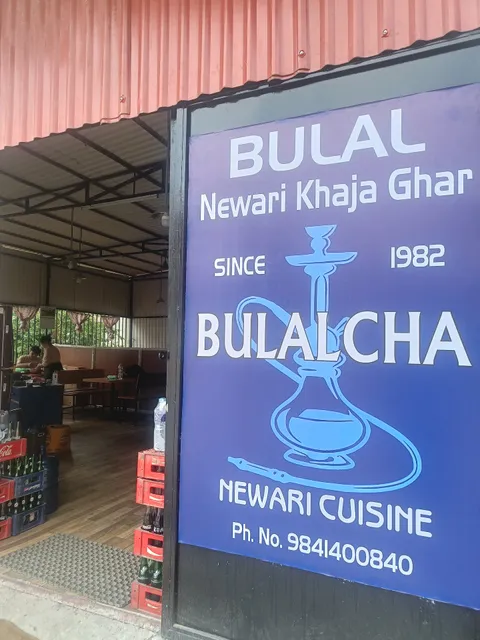 BULAL
Newari Khaja Ghar
SINCE 1982
BULALCHA
NEWARI CUISINE
Ph. No. 9841400840